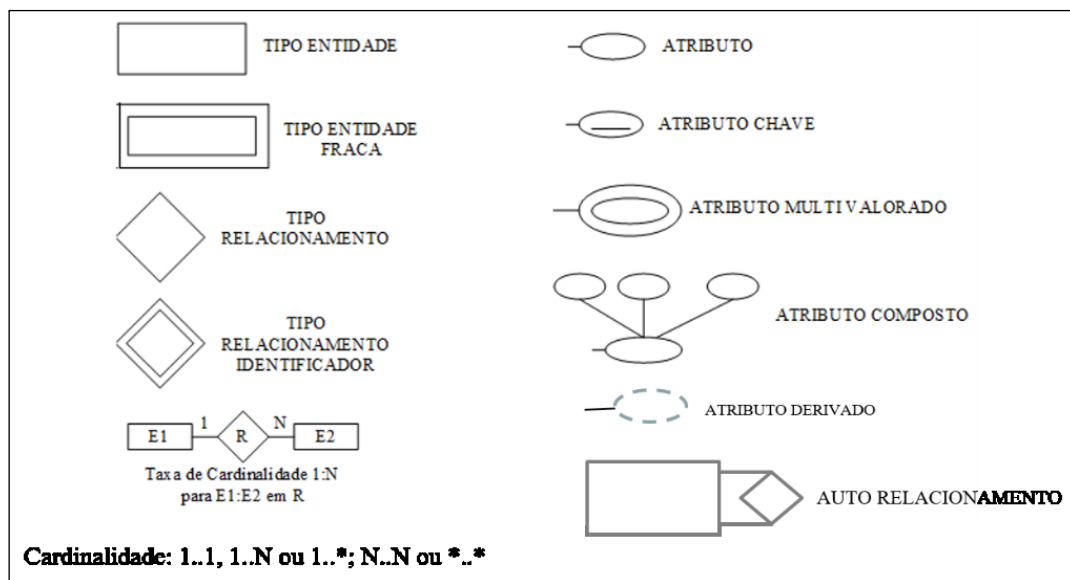 TIPO ENTIDADE
TIPO ENTIDADE
FRACA
TIPO
RELACIONAMENTO
TIPO
RELACIONAMENTO
IDENTIFICADOR
E1
1
R
N
E2
Taxa de Cardinalidade 1:N
para E1:E2 em R
ATRIBUTO
ATRIBUTO CHAVE
ATRIBUTO MULTI VALORADO
ATRIBUTO COMPOSTO
ATRIBUTO DERIVADO
AUTO RELACIONAMENTO
Cardinalidade: 1..1, 1..N ou 1..*; N..N ou *..*